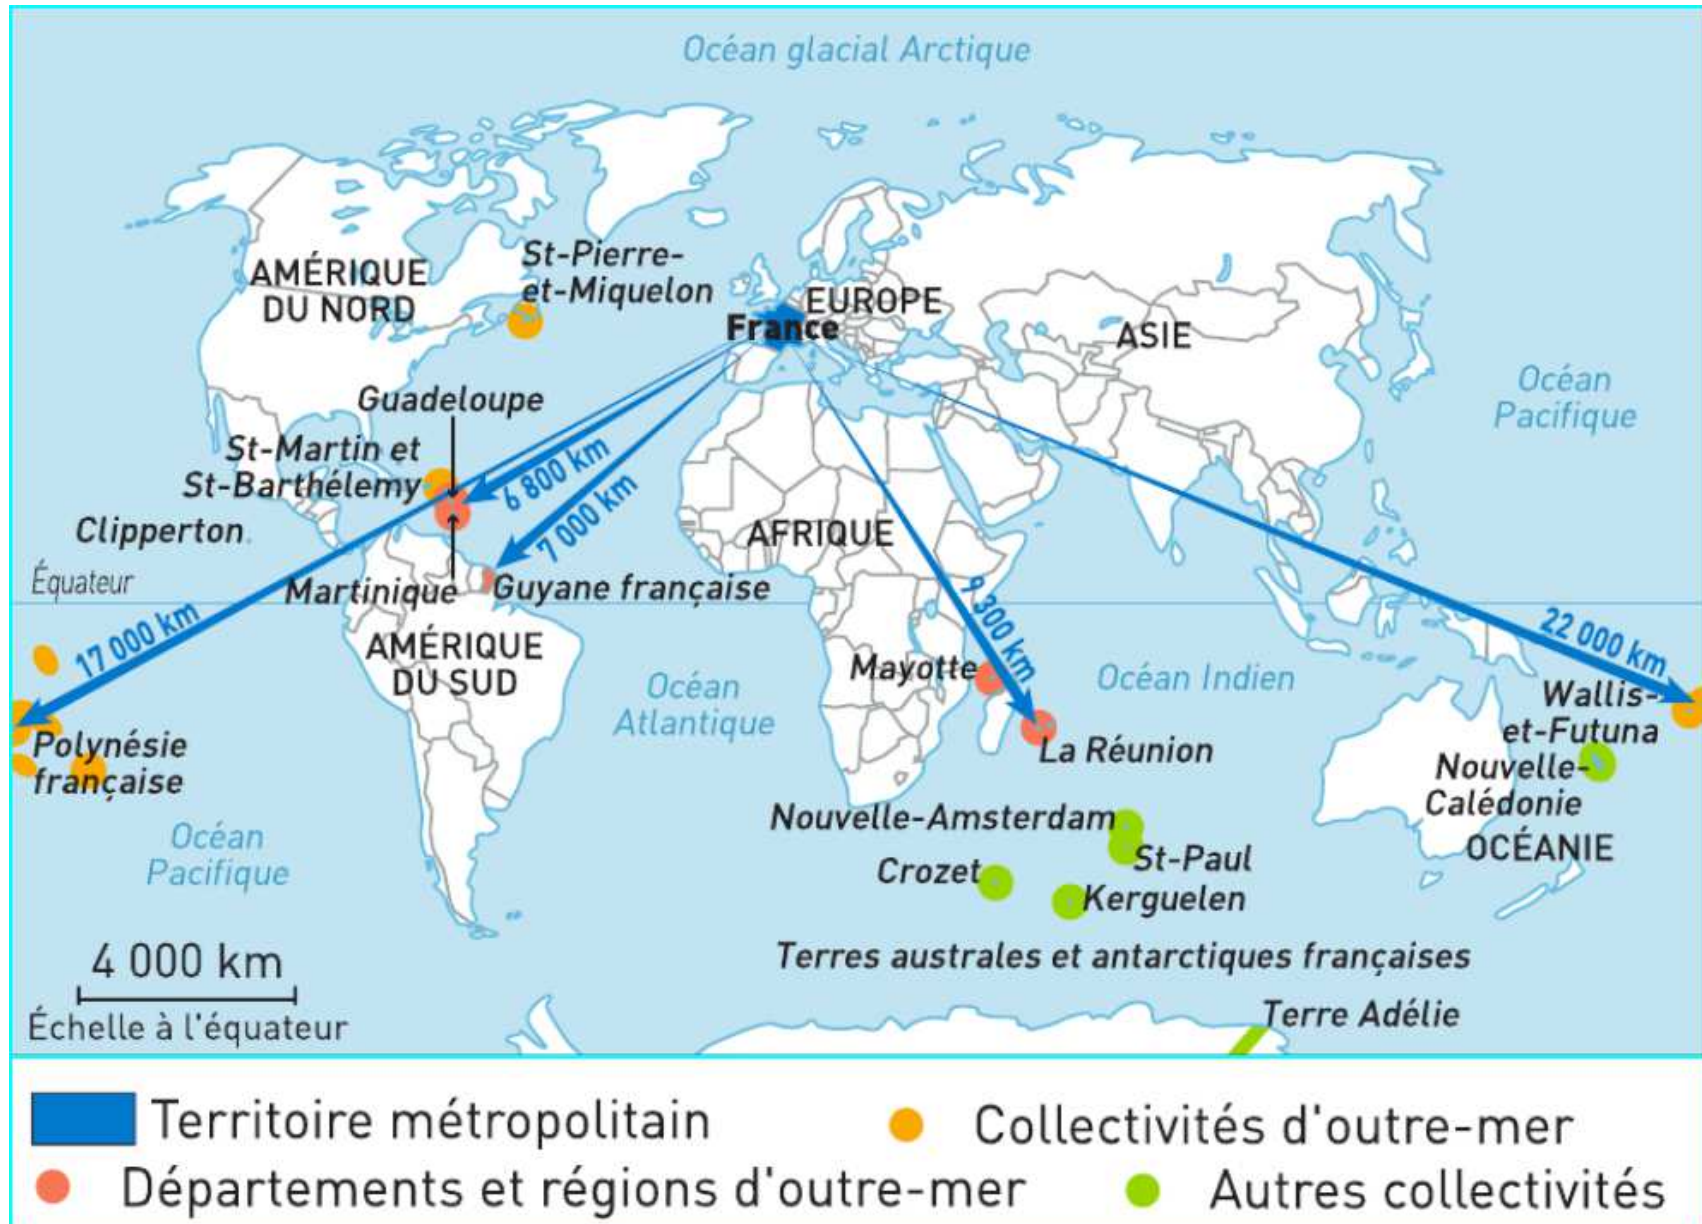 Océan glacial Arctique
St-Pierre-
et-Miquelon
AMÉRIQUE
DU NORD
EUROPE
France
ASIE
Océan
Pacifique
Guadeloupe
St-Martin et
St-Barthélemy
6 800 km
7 000 km
Clipperton
AFRIQUE
Équateur
Martinique
Guyane française
17 000 km
9 300 km
22 000 km
AMÉRIQUE
DU SUD
Mayotte
Océan Indien
Océan
Atlantique
Wallis-
et-Futuna
Polynésie
française
La Réunion
Nouvelle-
Calédonie
Nouvelle-Amsterdam
OCÉANIE
Océan
Pacifique
St-Paul
Crozet
Kerguelen
4 000 km
Terres australes et antarctiques françaises
Échelle à l'équateur
Terre Adélie
Territoire métropolitain
Collectivités d'outre-mer
Départements et régions d'outre-mer
Autres collectivités